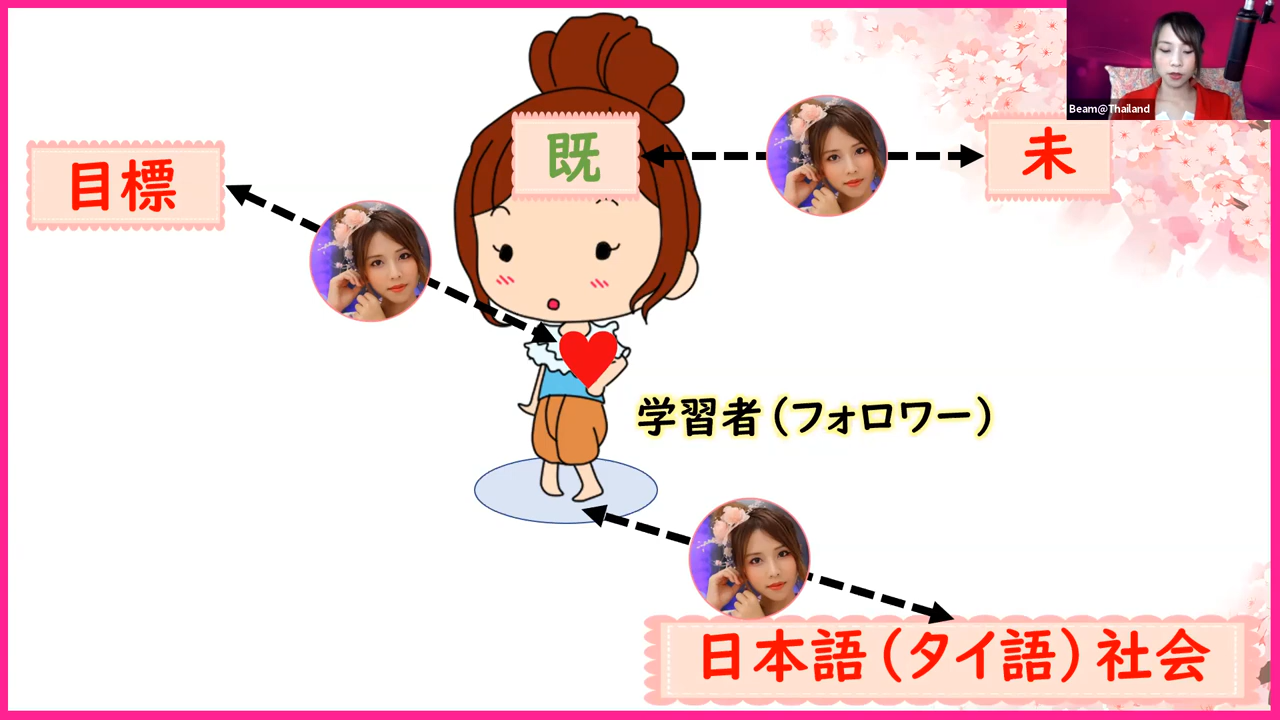 Beam@Thailand
既
未
目標
学習者(フォロワー)
日本語(タイ語)社会